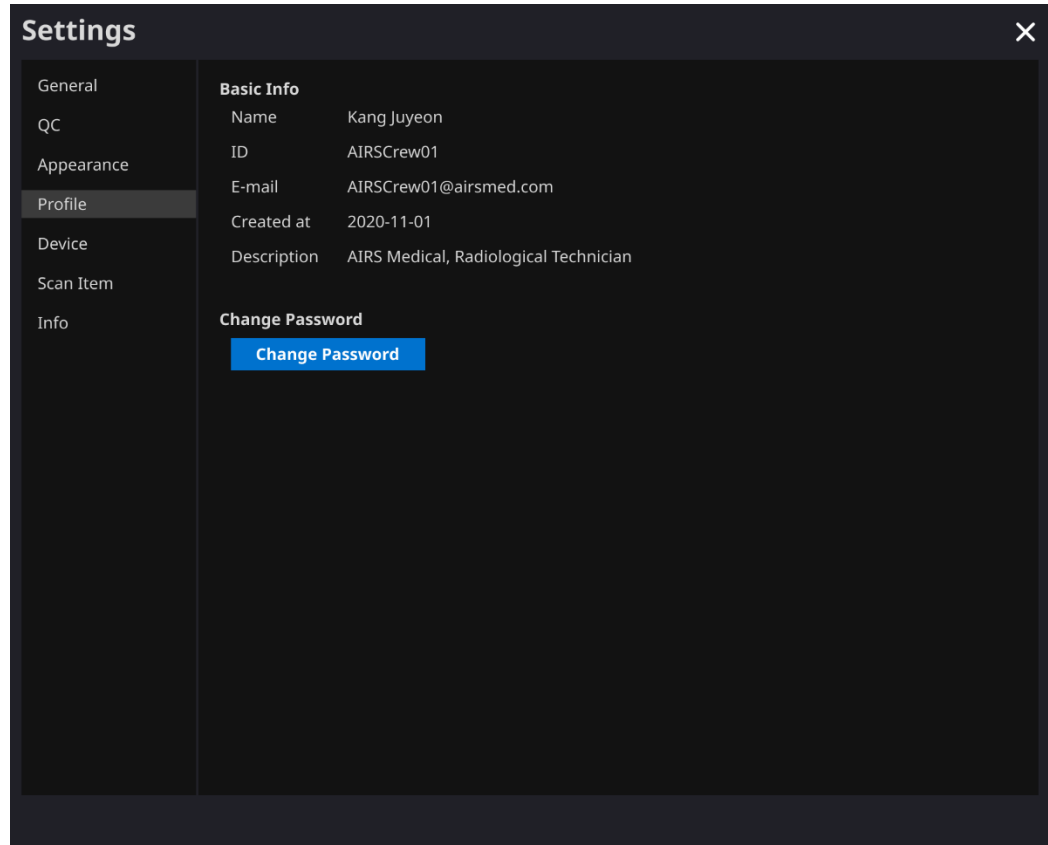 Settings
General
QC
Appearance
Profile
Device
Scan Item
Info
Basic Info
Name Kang Juyeon
ID AIRSCrew01
E-mail AIRSCrew01@airsmed.com
Created at 2020-11-01
Description AIRS Medical, Radiological Technician
Change Password
Change Password